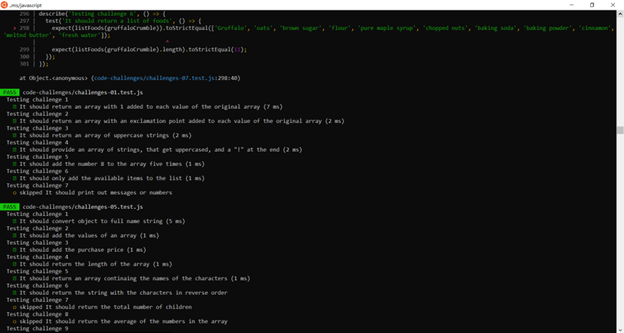 ../ms/javascript
296 | describe('Testing challenge 6', () => {
297 |   test('It should return a list of foods', () => {
> 298 |     expect(listFoods(gruffaloCrumble)).toStrictEqual(['Gruffalo', 'oats', 'brown sugar', 'flour', 'pure maple syrup', 'chopped nuts', 'baking soda', 'baking powder', 'cinnamon',
'melted butter', 'fresh water']);
|                                        ^
299 |     expect(listFoods(gruffaloCrumble).length).toStrictEqual(11);
300 |   });
301 | });
at Object.<anonymous> (code-challenges/challenges-07.test.js:298:40)
PASS code-challenges/challenges-01.test.js
Testing challenge 1
It should return an array with 1 added to each value of the original array (7 ms)
Testing challenge 2
It should return an array with an exclamation point added to each value of the original array (2 ms)
Testing challenge 3
It should return an array of uppercase strings (2 ms)
Testing challenge 4
It should provide an array of strings, that get uppercased, and a "!" at the end (2 ms)
Testing challenge 5
It should add the number 8 to the array five times (1 ms)
Testing challenge 6
It should only add the available items to the list (1 ms)
Testing challenge 7
○ skipped It should print out messages or numbers
PASS code-challenges/challenges-05.test.js
Testing challenge 1
It should convert object to full name string (5 ms)
Testing challenge 2
It should add the values of an array (1 ms)
Testing challenge 3
It should add the purchase price (1 ms)
Testing challenge 4
It should return the length of the array (1 ms)
Testing challenge 5
It should return an array continaing the names of the characters (1 ms)
Testing challenge 6
It should return the string with the characters in reverse order
Testing challenge 7
○ skipped It should return the total number of children
Testing challenge 8
○ skipped It should return the average of the numbers in the array
Testing challenge 9